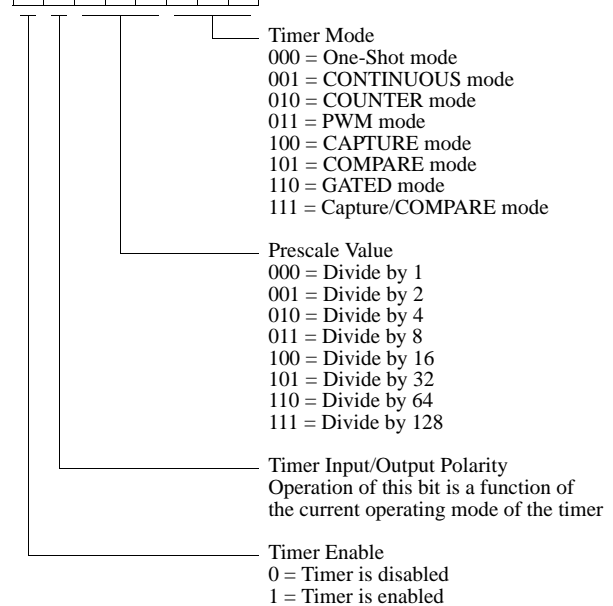 Timer Mode
000 = One-Shot mode
001 = CONTINUOUS mode
010 = COUNTER mode
011 = PWM mode
100 = CAPTURE mode
101 = COMPARE mode
110 = GATED mode
111 = Capture/COMPARE mode
Prescale Value
000 = Divide by 1
001 = Divide by 2
010 = Divide by 4
011 = Divide by 8
100 = Divide by 16
101 = Divide by 32
110 = Divide by 64
111 = Divide by 128
Timer Input/Output Polarity
Operation of this bit is a function of
the current operating mode of the timer
Timer Enable
0 = Timer is disabled
1 = Timer is enabled